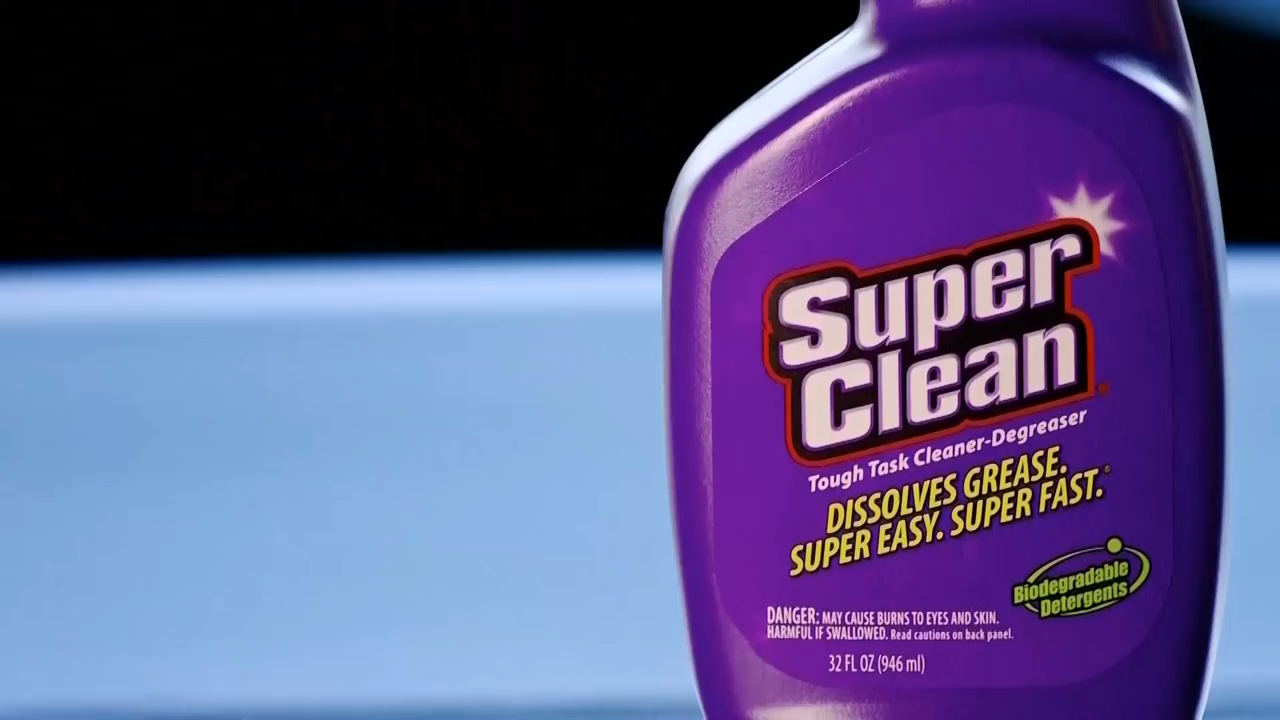 Super
Clean®
Tough Task Cleaner-Degreaser
DISSOLVES GREASE.
SUPER EASY. SUPER FAST.®
Biodegradable
Detergents
DANGER: MAY CAUSE BURNS TO EYES AND SKIN.
HARMFUL IF SWALLOWED. Read cautions on back panel.
32 FL OZ (946 ml)